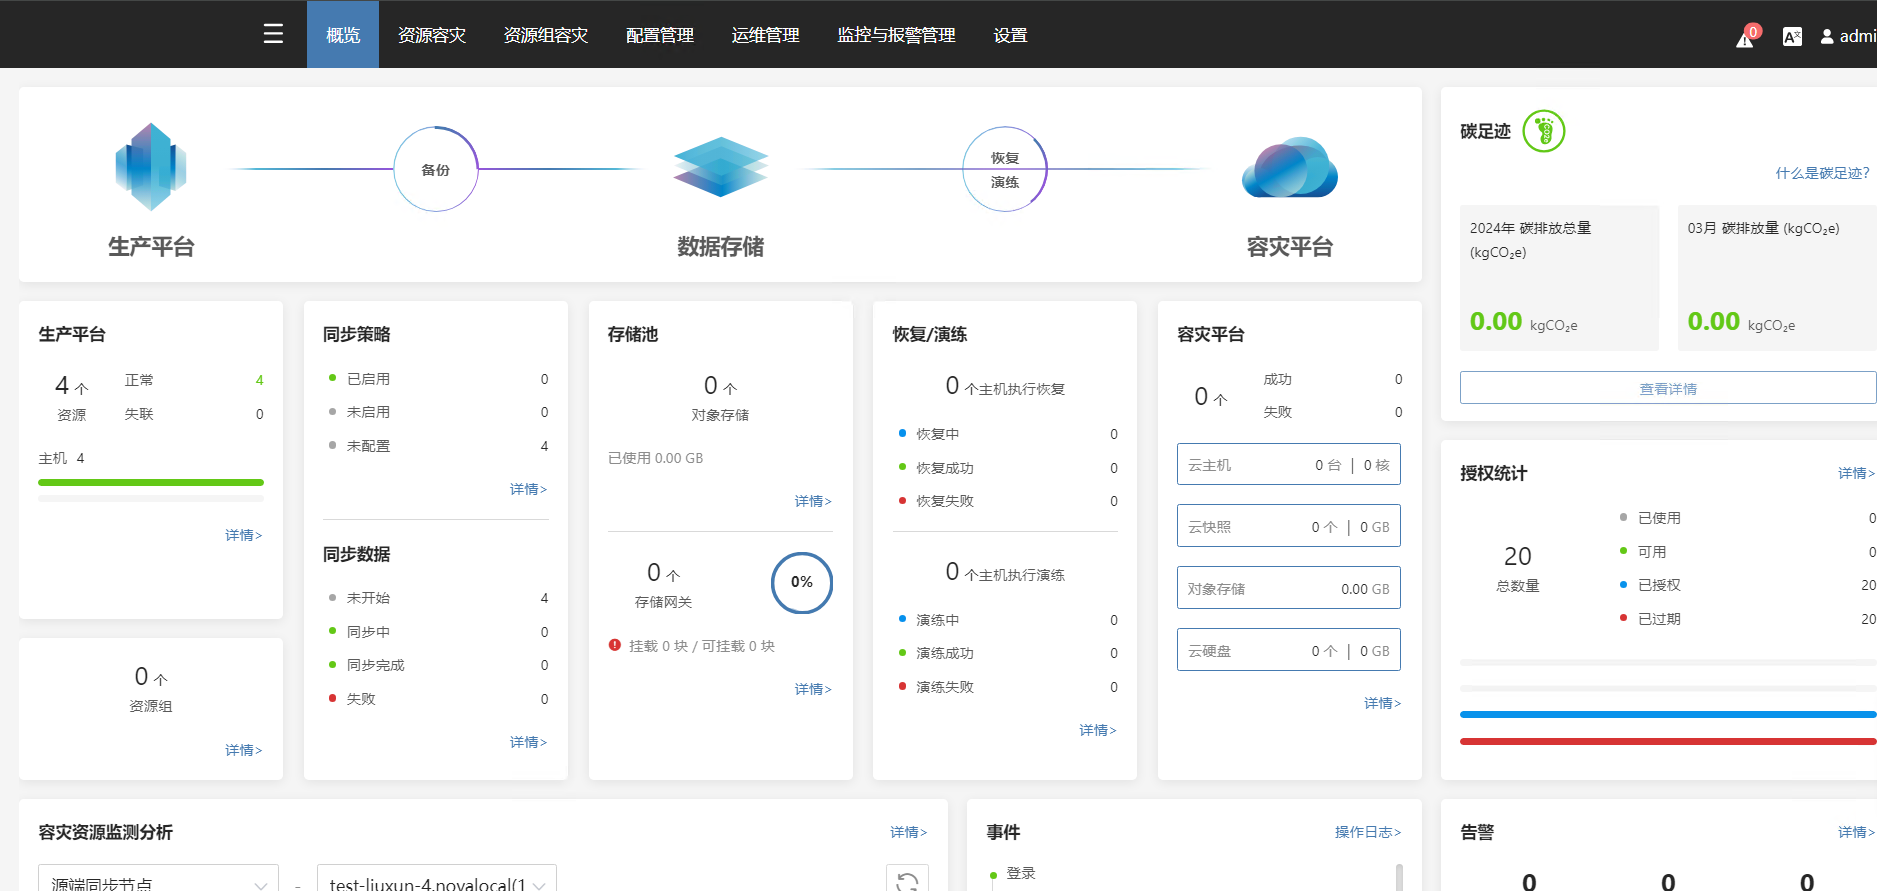 概览
资源容灾
资源组容灾
配置管理
运维管理
监控与报警管理
设置
0
admi
备份
恢复
演练
生产平台
数据存储
容灾平台
碳足迹
CO2e
什么是碳足迹?
2024年 碳排放总量
(kgCO₂e)
0.00 kgCO₂e
03月 碳排放量 (kgCO₂e)
0.00 kgCO₂e
查看详情
生产平台
4 个
资源
正常 4
失联 0
主机 4
详情>
0 个
资源组
详情>
同步策略
已启用 0
未启用 0
未配置 4
详情>
同步数据
未开始 4
同步中 0
同步完成 0
失败 0
详情>
存储池
0 个
对象存储
已使用 0.00 GB
详情>
0 个
存储网关
0%
挂载 0 块 / 可挂载 0 块
详情>
恢复/演练
0 个主机执行恢复
恢复中 0
恢复成功 0
恢复失败 0
0 个主机执行演练
演练中 0
演练成功 0
演练失败 0
详情>
容灾平台
0 个
成功 0
失败 0
云主机 0 台 | 0 核
云快照 0 个 | 0 GB
对象存储 0.00 GB
云硬盘 0 个 | 0 GB
详情>
授权统计
详情>
20
总数量
已使用 0
可用 0
已授权 20
已过期 20
容灾资源监测分析
详情>
源端同步节点 - test-liuxun-4.novalocal(1
事件
操作日志>
登录
告警
详情>
0 0 0